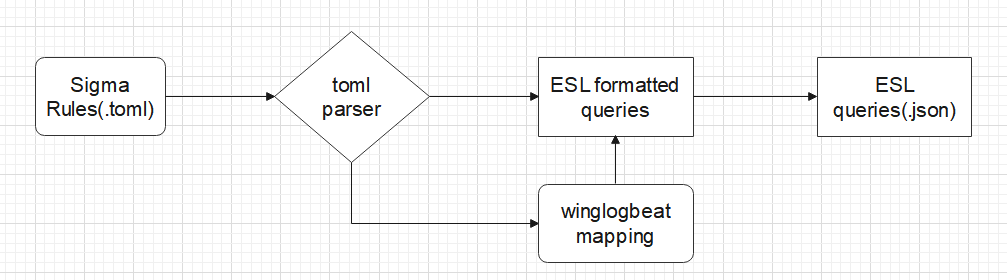 Sigma
Rules(.toml)
toml
parser
ESL formatted
queries
ESL
queries(.json)
winglogbeat
mapping